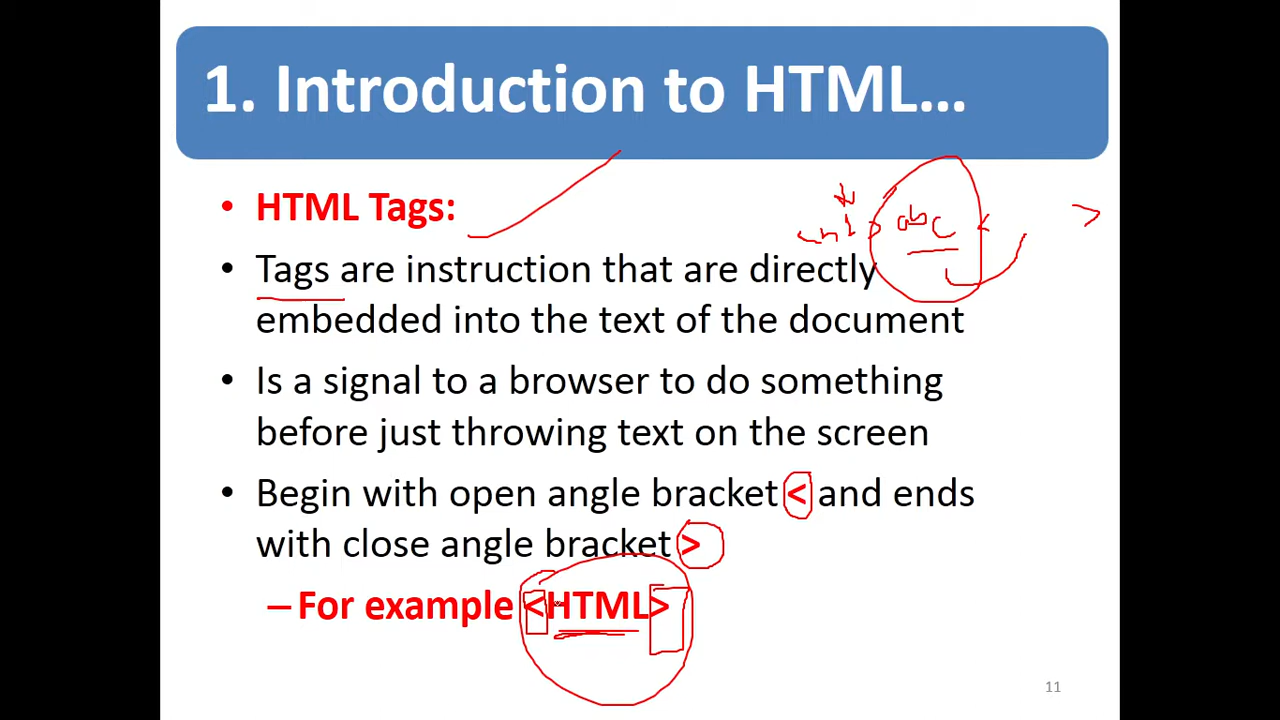 1. Introduction to HTML…
• HTML Tags:
abc
• Tags are instruction that are directly
embedded into the text of the document
• Is a signal to a browser to do something
before just throwing text on the screen
• Begin with open angle bracket < and ends
with close angle bracket >
– For example <HTML>
11